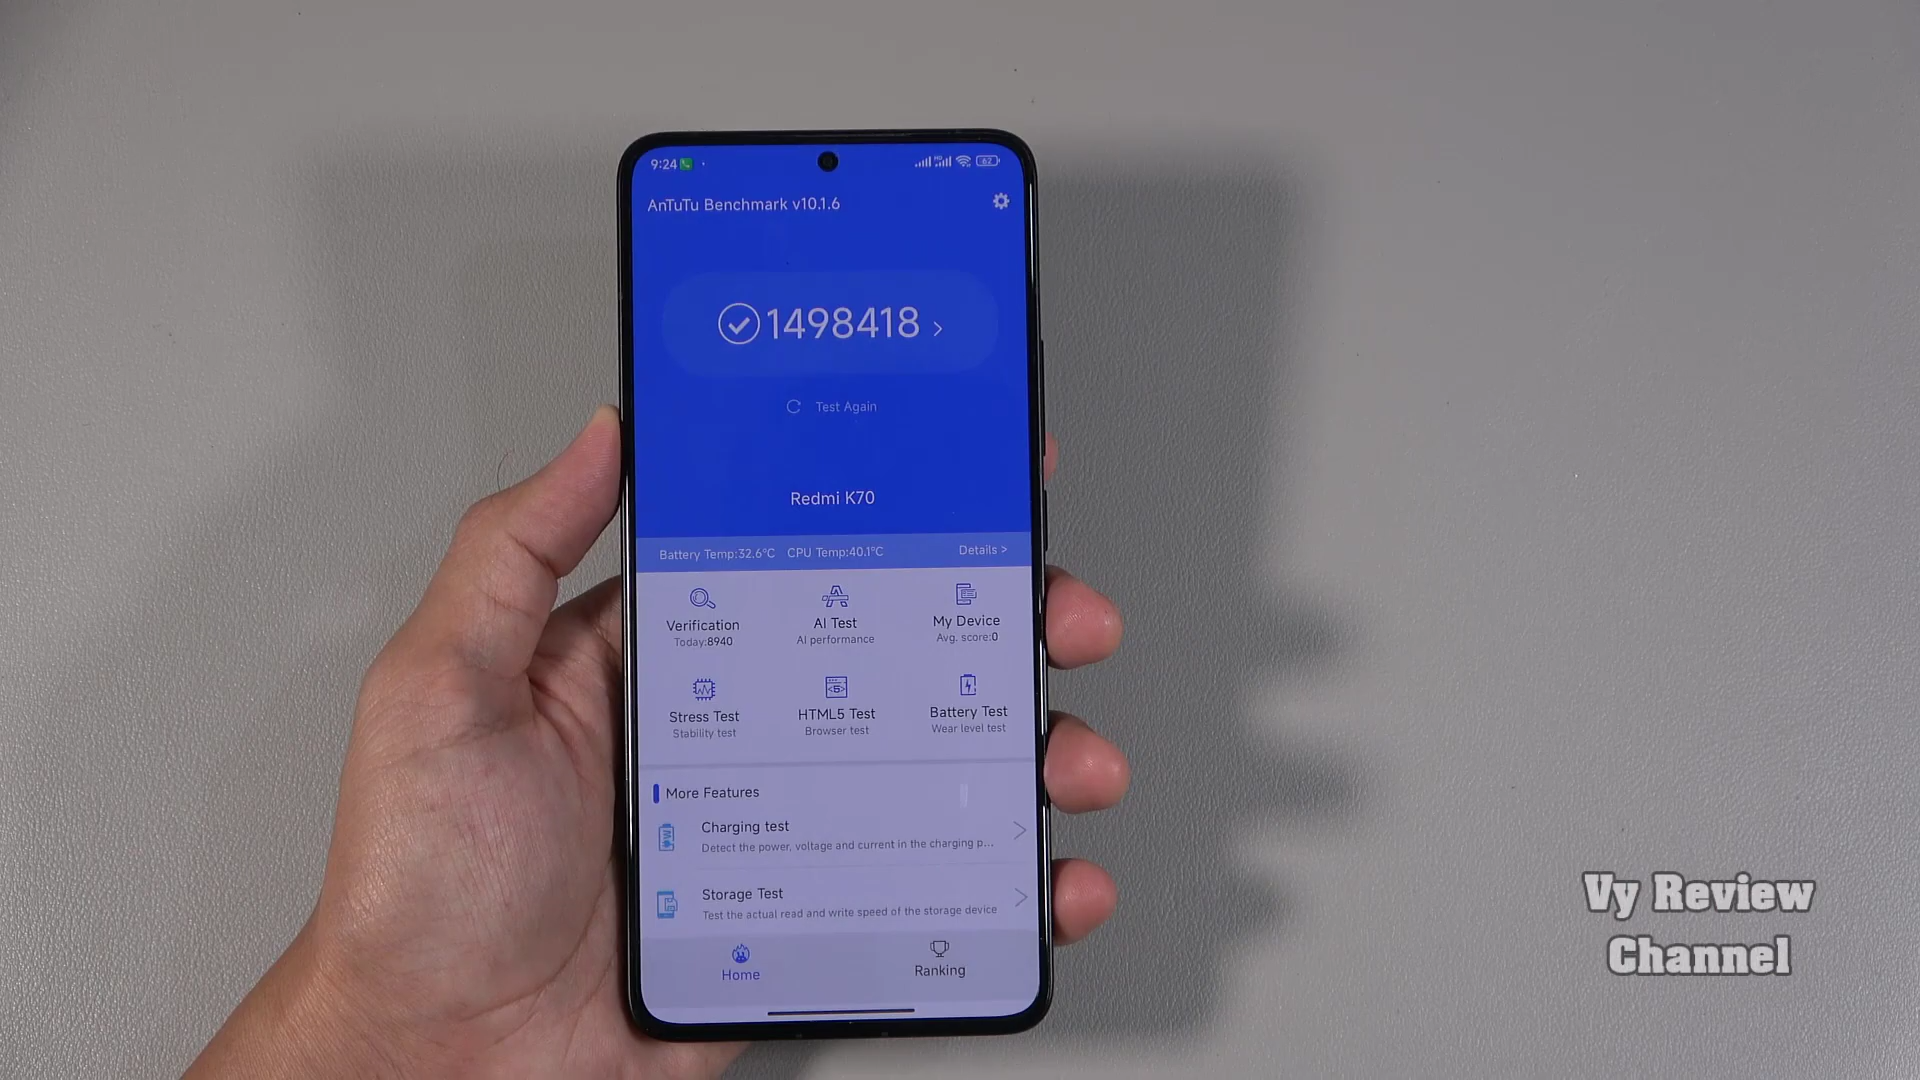 9:24
62
AnTuTu Benchmark v10.1.6
1498418
Test Again
Redmi K70
Battery Temp:32.6°C CPU Temp:40.1°C Details >
Verification
Today:8940
AI Test
AI performance
My Device
Avg. score:0
Stress Test
Stability test
HTML5 Test
Browser test
Battery Test
Wear level test
More Features
Charging test
Detect the power, voltage and current in the charging p...
Storage Test
Test the actual read and write speed of the storage device
Home
Ranking
Vy Review
Channel